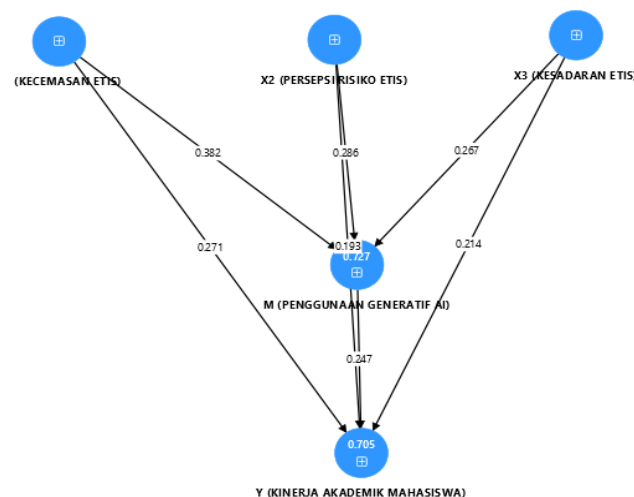 (KECEMASAN ETIS)
X2 (PERSEPSI RISIKO ETIS)
X3 (KESADARAN ETIS)
0.382
0.286
0.267
0.271
0.193
0.214
0.727
M (PENGGUNAAN GENERATIF AI)
0.247
0.705
Y (KINERJA AKADEMIK MAHASISWA)